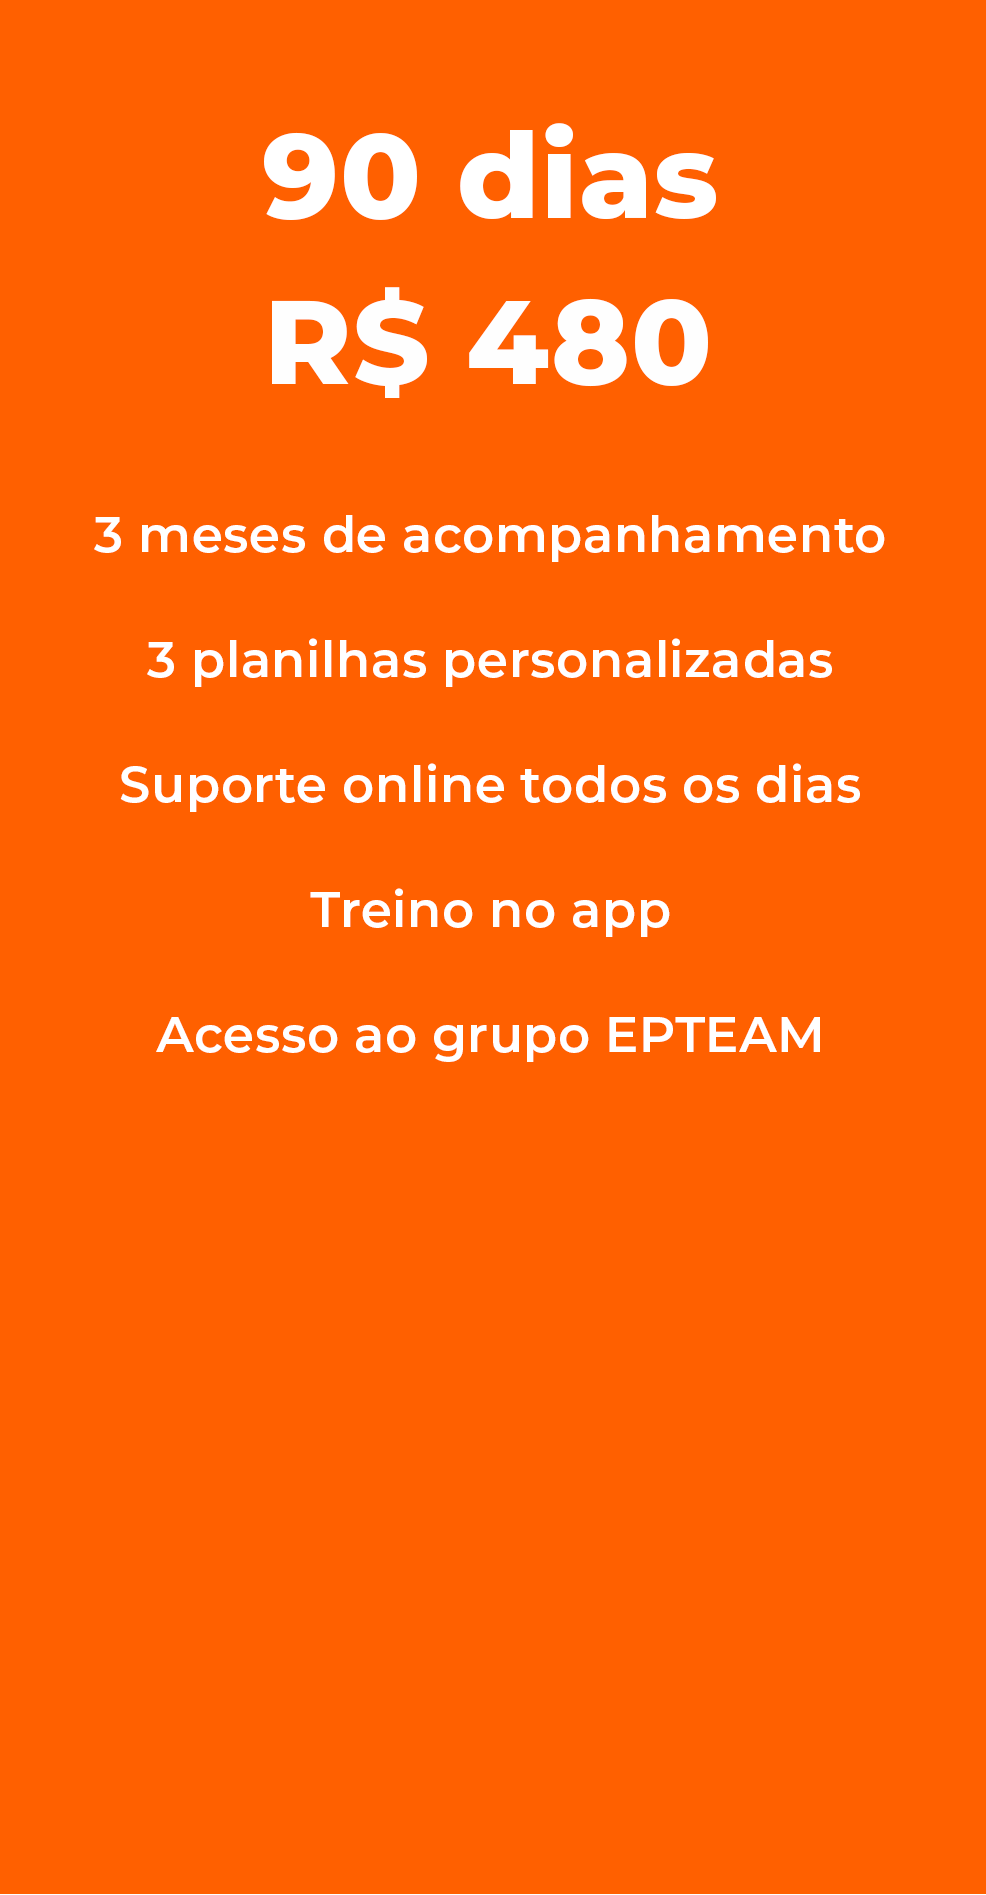 90 dias
R$ 480
3 meses de acompanhamento
3 planilhas personalizadas
Suporte online todos os dias
Treino no app
Acesso ao grupo EPTEAM